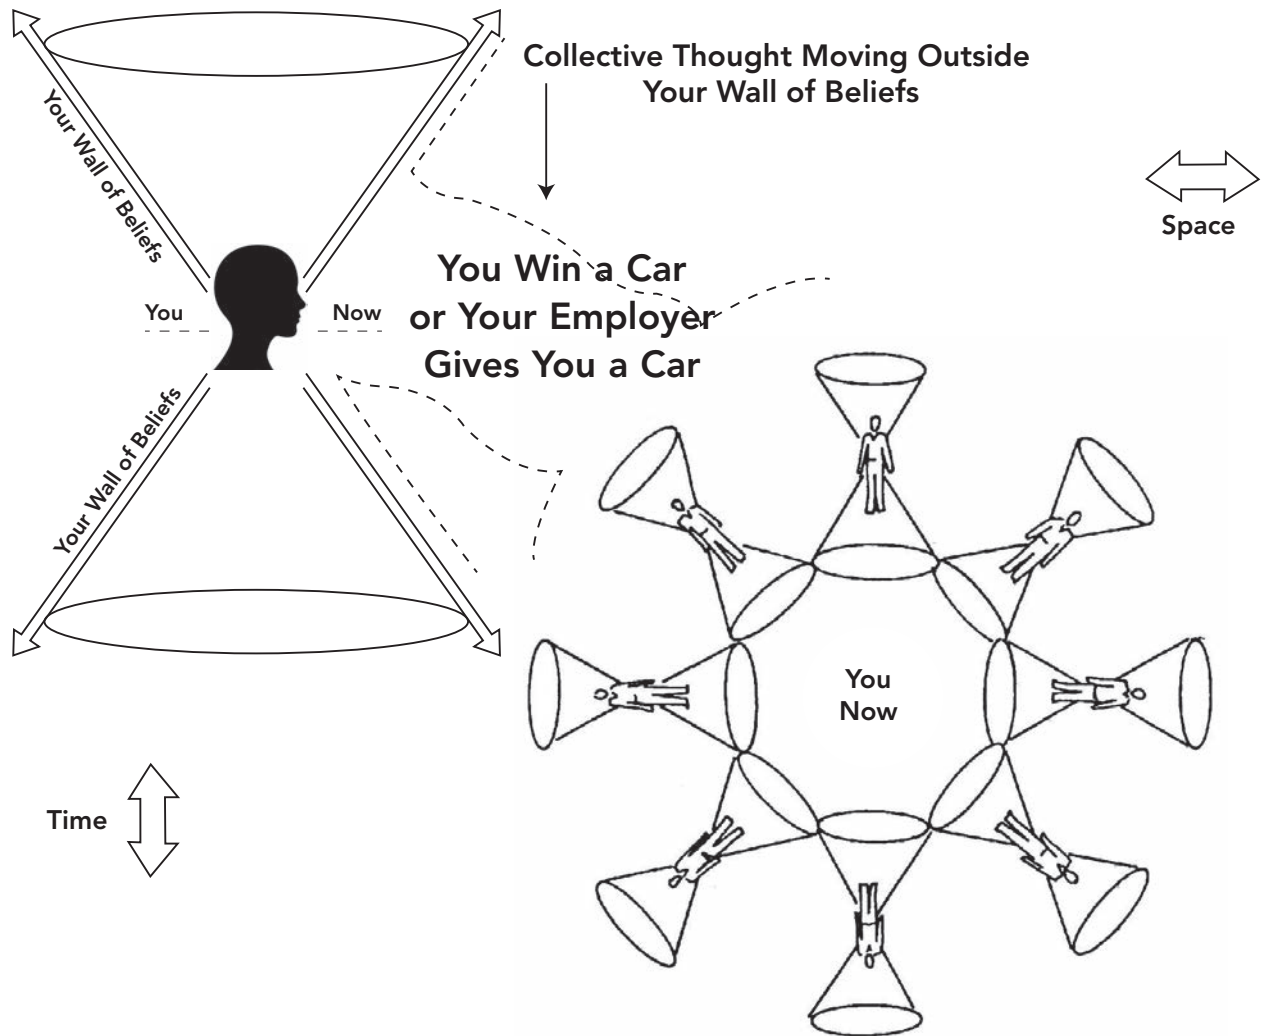 Collective Thought Moving Outside
Your Wall of Beliefs
Your Wall of Beliefs
Space
You Win a Car
or Your Employer
Gives You a Car
You
Now
Your Wall of Beliefs
You
Now
Time